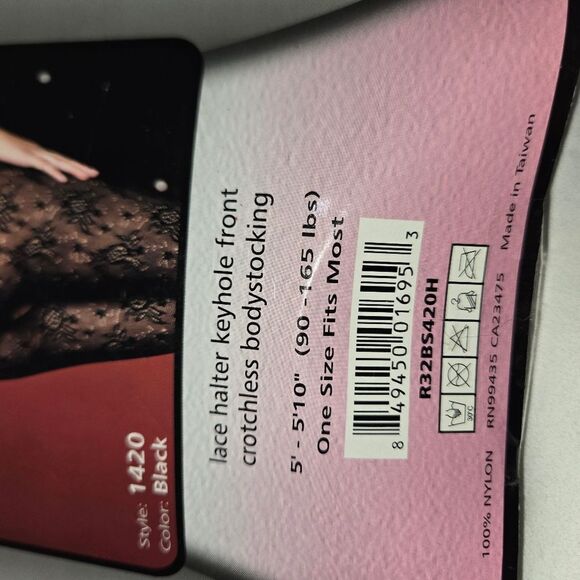 Style: 1420
Color: Black
lace halter keyhole front
crotchless bodystocking
5' - 5'10" (90 - 165 lbs)
One Size Fits Most
8 49450 01695 3
R32BS420H
30°C
100% NYLON RN99435 CA23475 Made in Taiwan